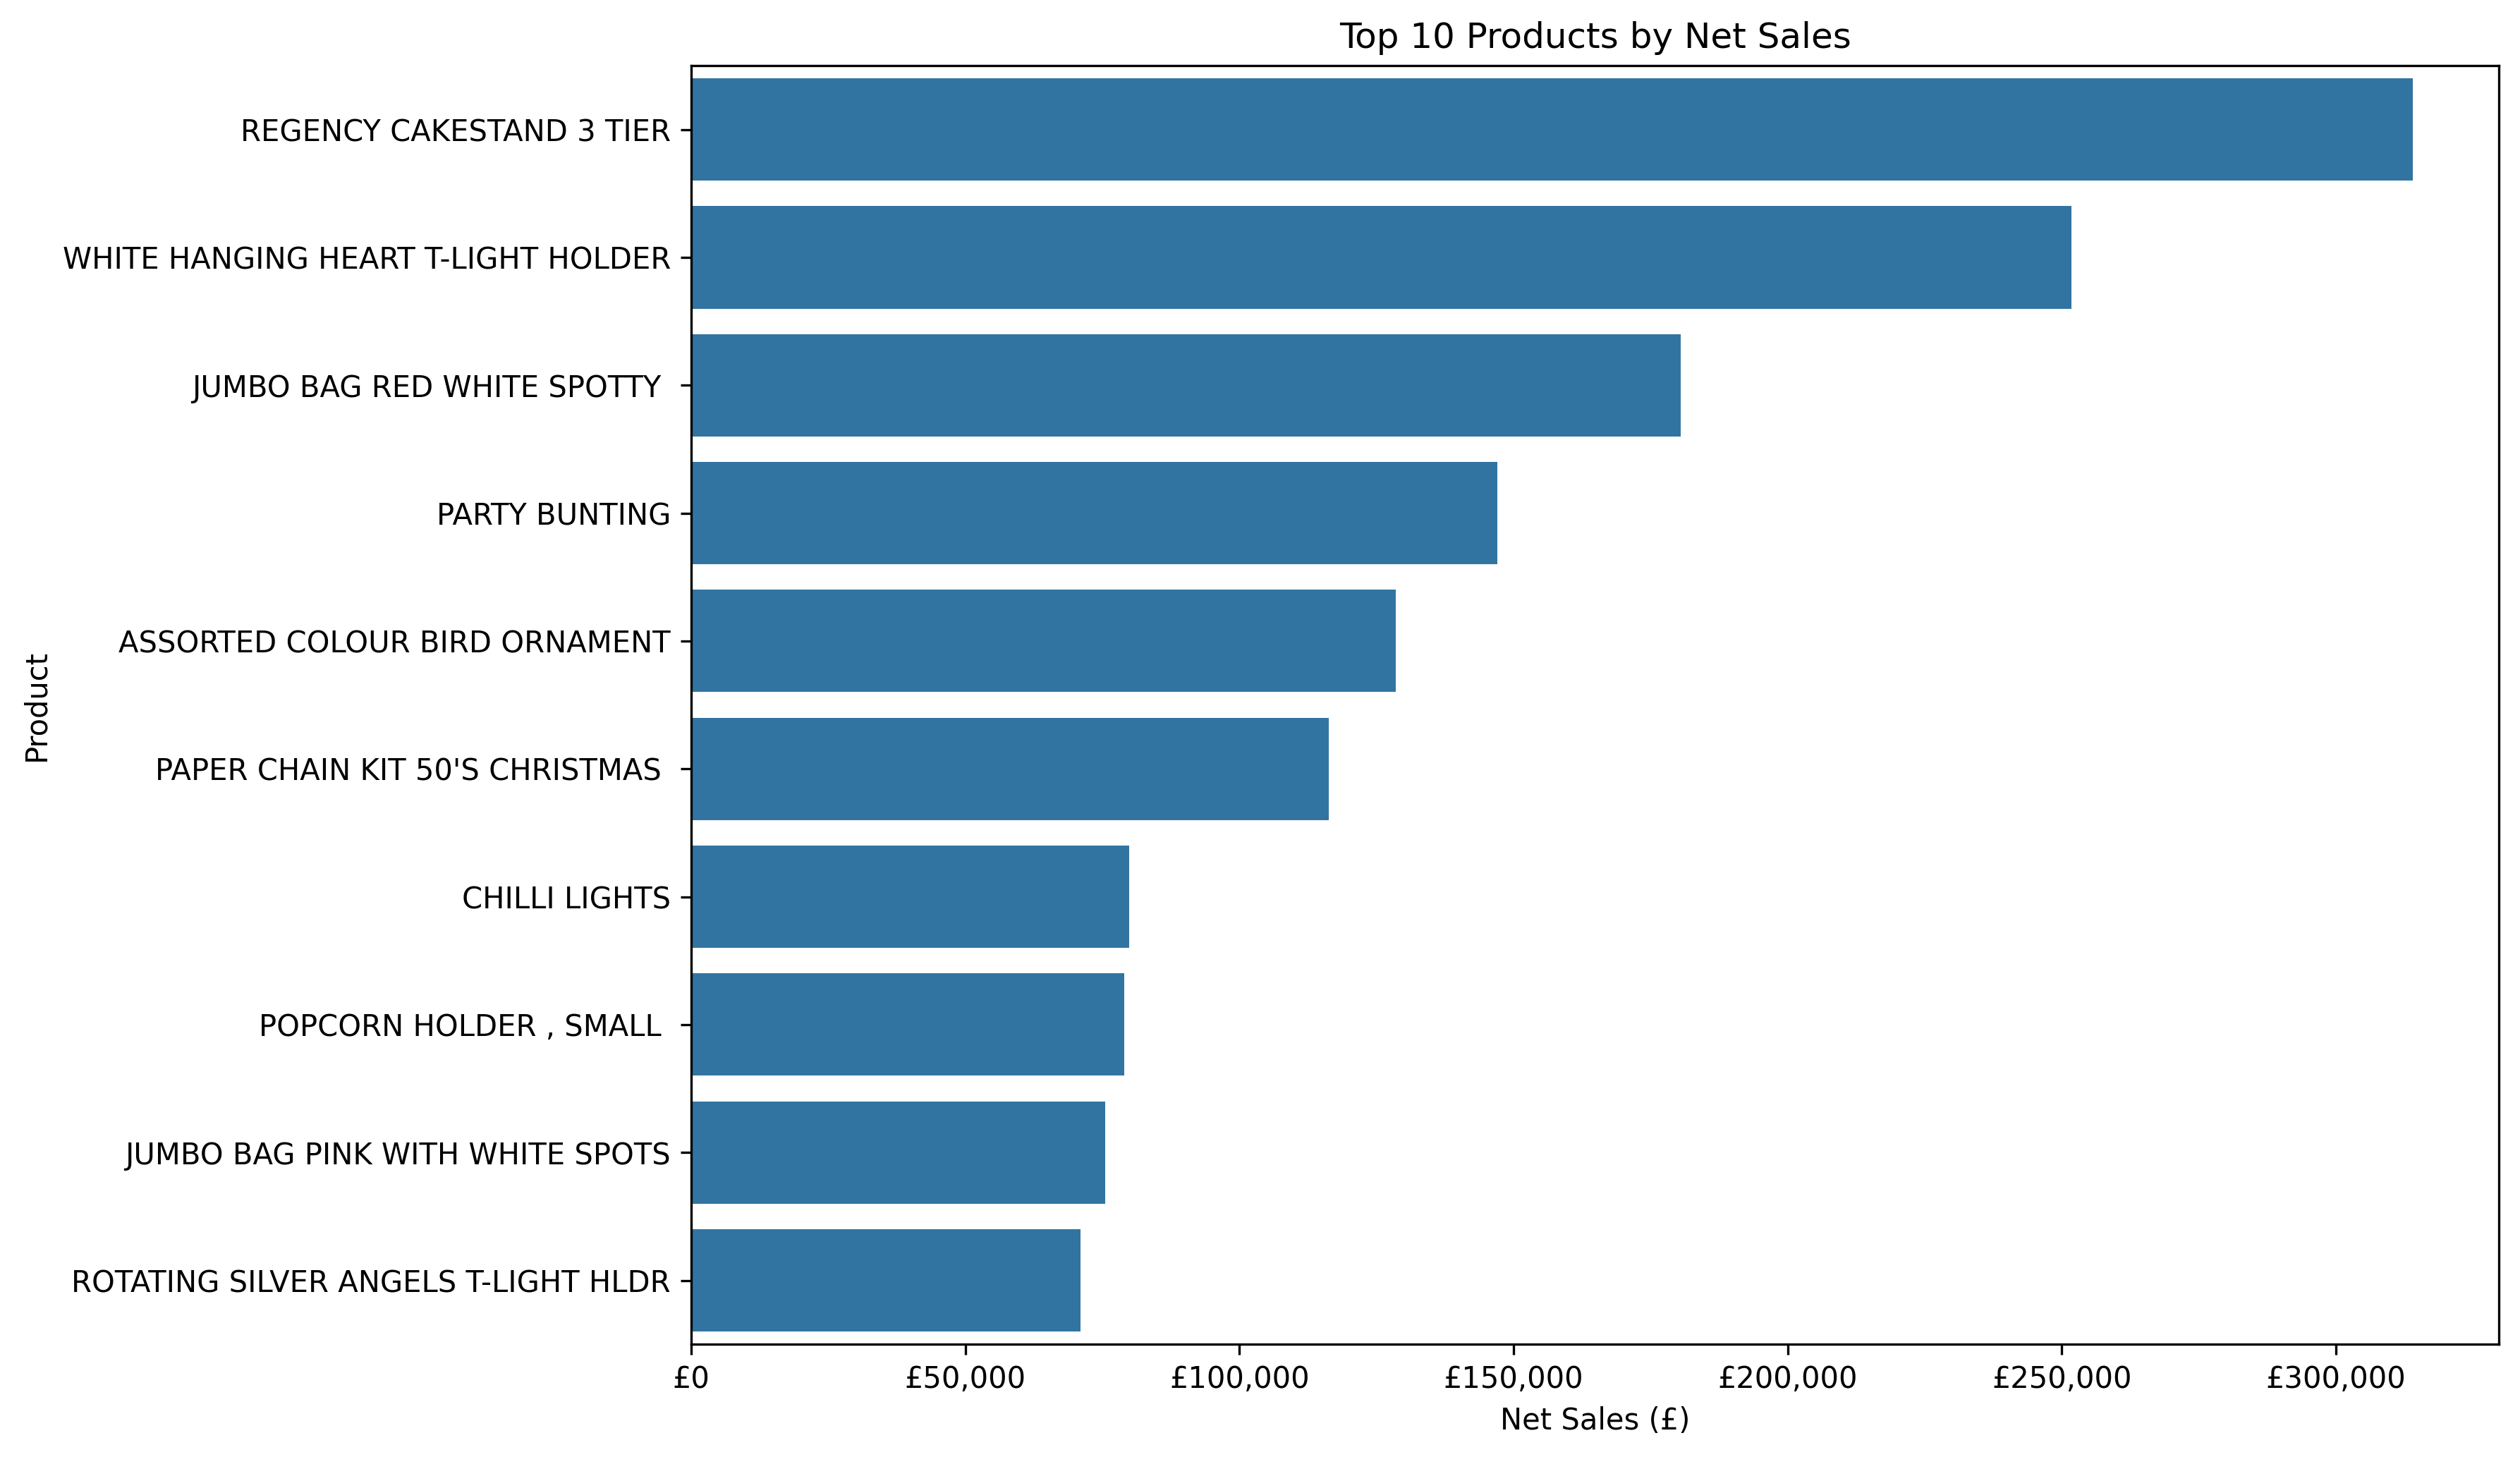 Top 10 Products by Net Sales
Product
REGENCY CAKESTAND 3 TIER
WHITE HANGING HEART T-LIGHT HOLDER
JUMBO BAG RED WHITE SPOTTY
PARTY BUNTING
ASSORTED COLOUR BIRD ORNAMENT
PAPER CHAIN KIT 50'S CHRISTMAS
CHILLI LIGHTS
POPCORN HOLDER , SMALL
JUMBO BAG PINK WITH WHITE SPOTS
ROTATING SILVER ANGELS T-LIGHT HLDR
£0 £50,000 £100,000 £150,000 £200,000 £250,000 £300,000
Net Sales (£)